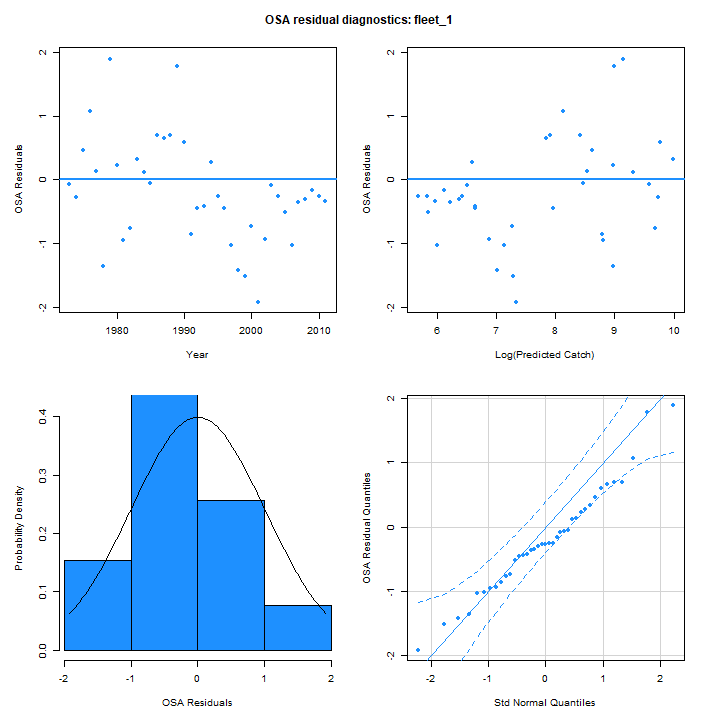 OSA residual diagnostics: fleet_1
OSA Residuals
2
1
0
-1
-2
1980 1990 2000 2010
Year
OSA Residuals
2
1
0
-1
-2
6 7 8 9 10
Log(Predicted Catch)
Probability Density
0.4
0.3
0.2
0.1
0.0
-2 -1 0 1 2
OSA Residuals
OSA Residual Quantiles
2
1
0
-1
-2
-2 -1 0 1 2
Std Normal Quantiles